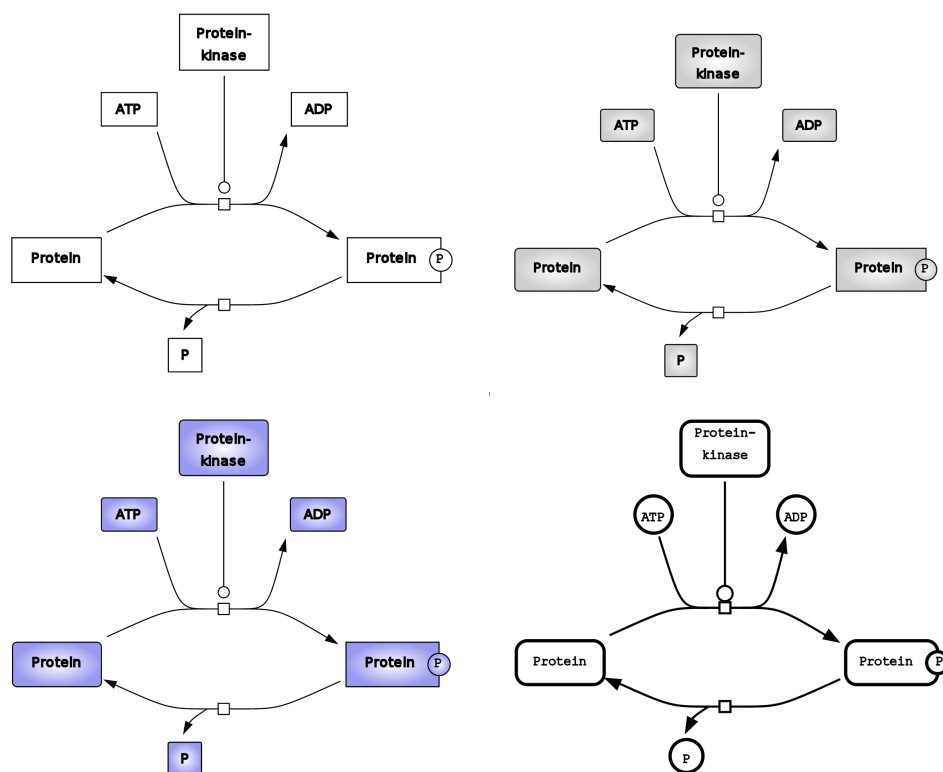 Protein-
kinase
ATP
ADP
Protein
Protein
P
P
Protein-
kinase
ATP
ADP
Protein
Protein
P
P
Protein-
kinase
ATP
ADP
Protein
Protein
P
P
Protein-
kinase
ATP
ADP
Protein
Protein
P
P